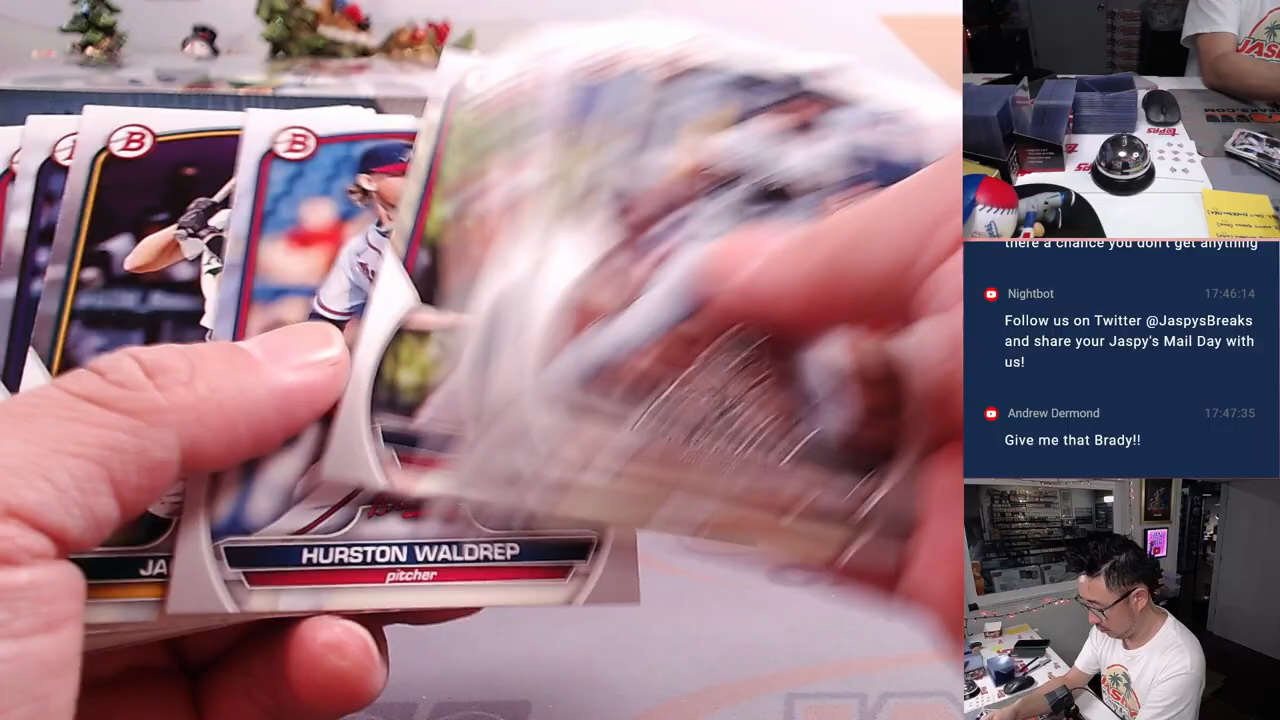 B
B
HURSTON WALDREP
pitcher
JA
topps
there a chance you don't get anything
Nightbot
17:46:14
Follow us on Twitter @JaspysBreaks
and share your Jaspy's Mail Day with
us!
Andrew Dermond
17:47:35
Give me that Brady!!